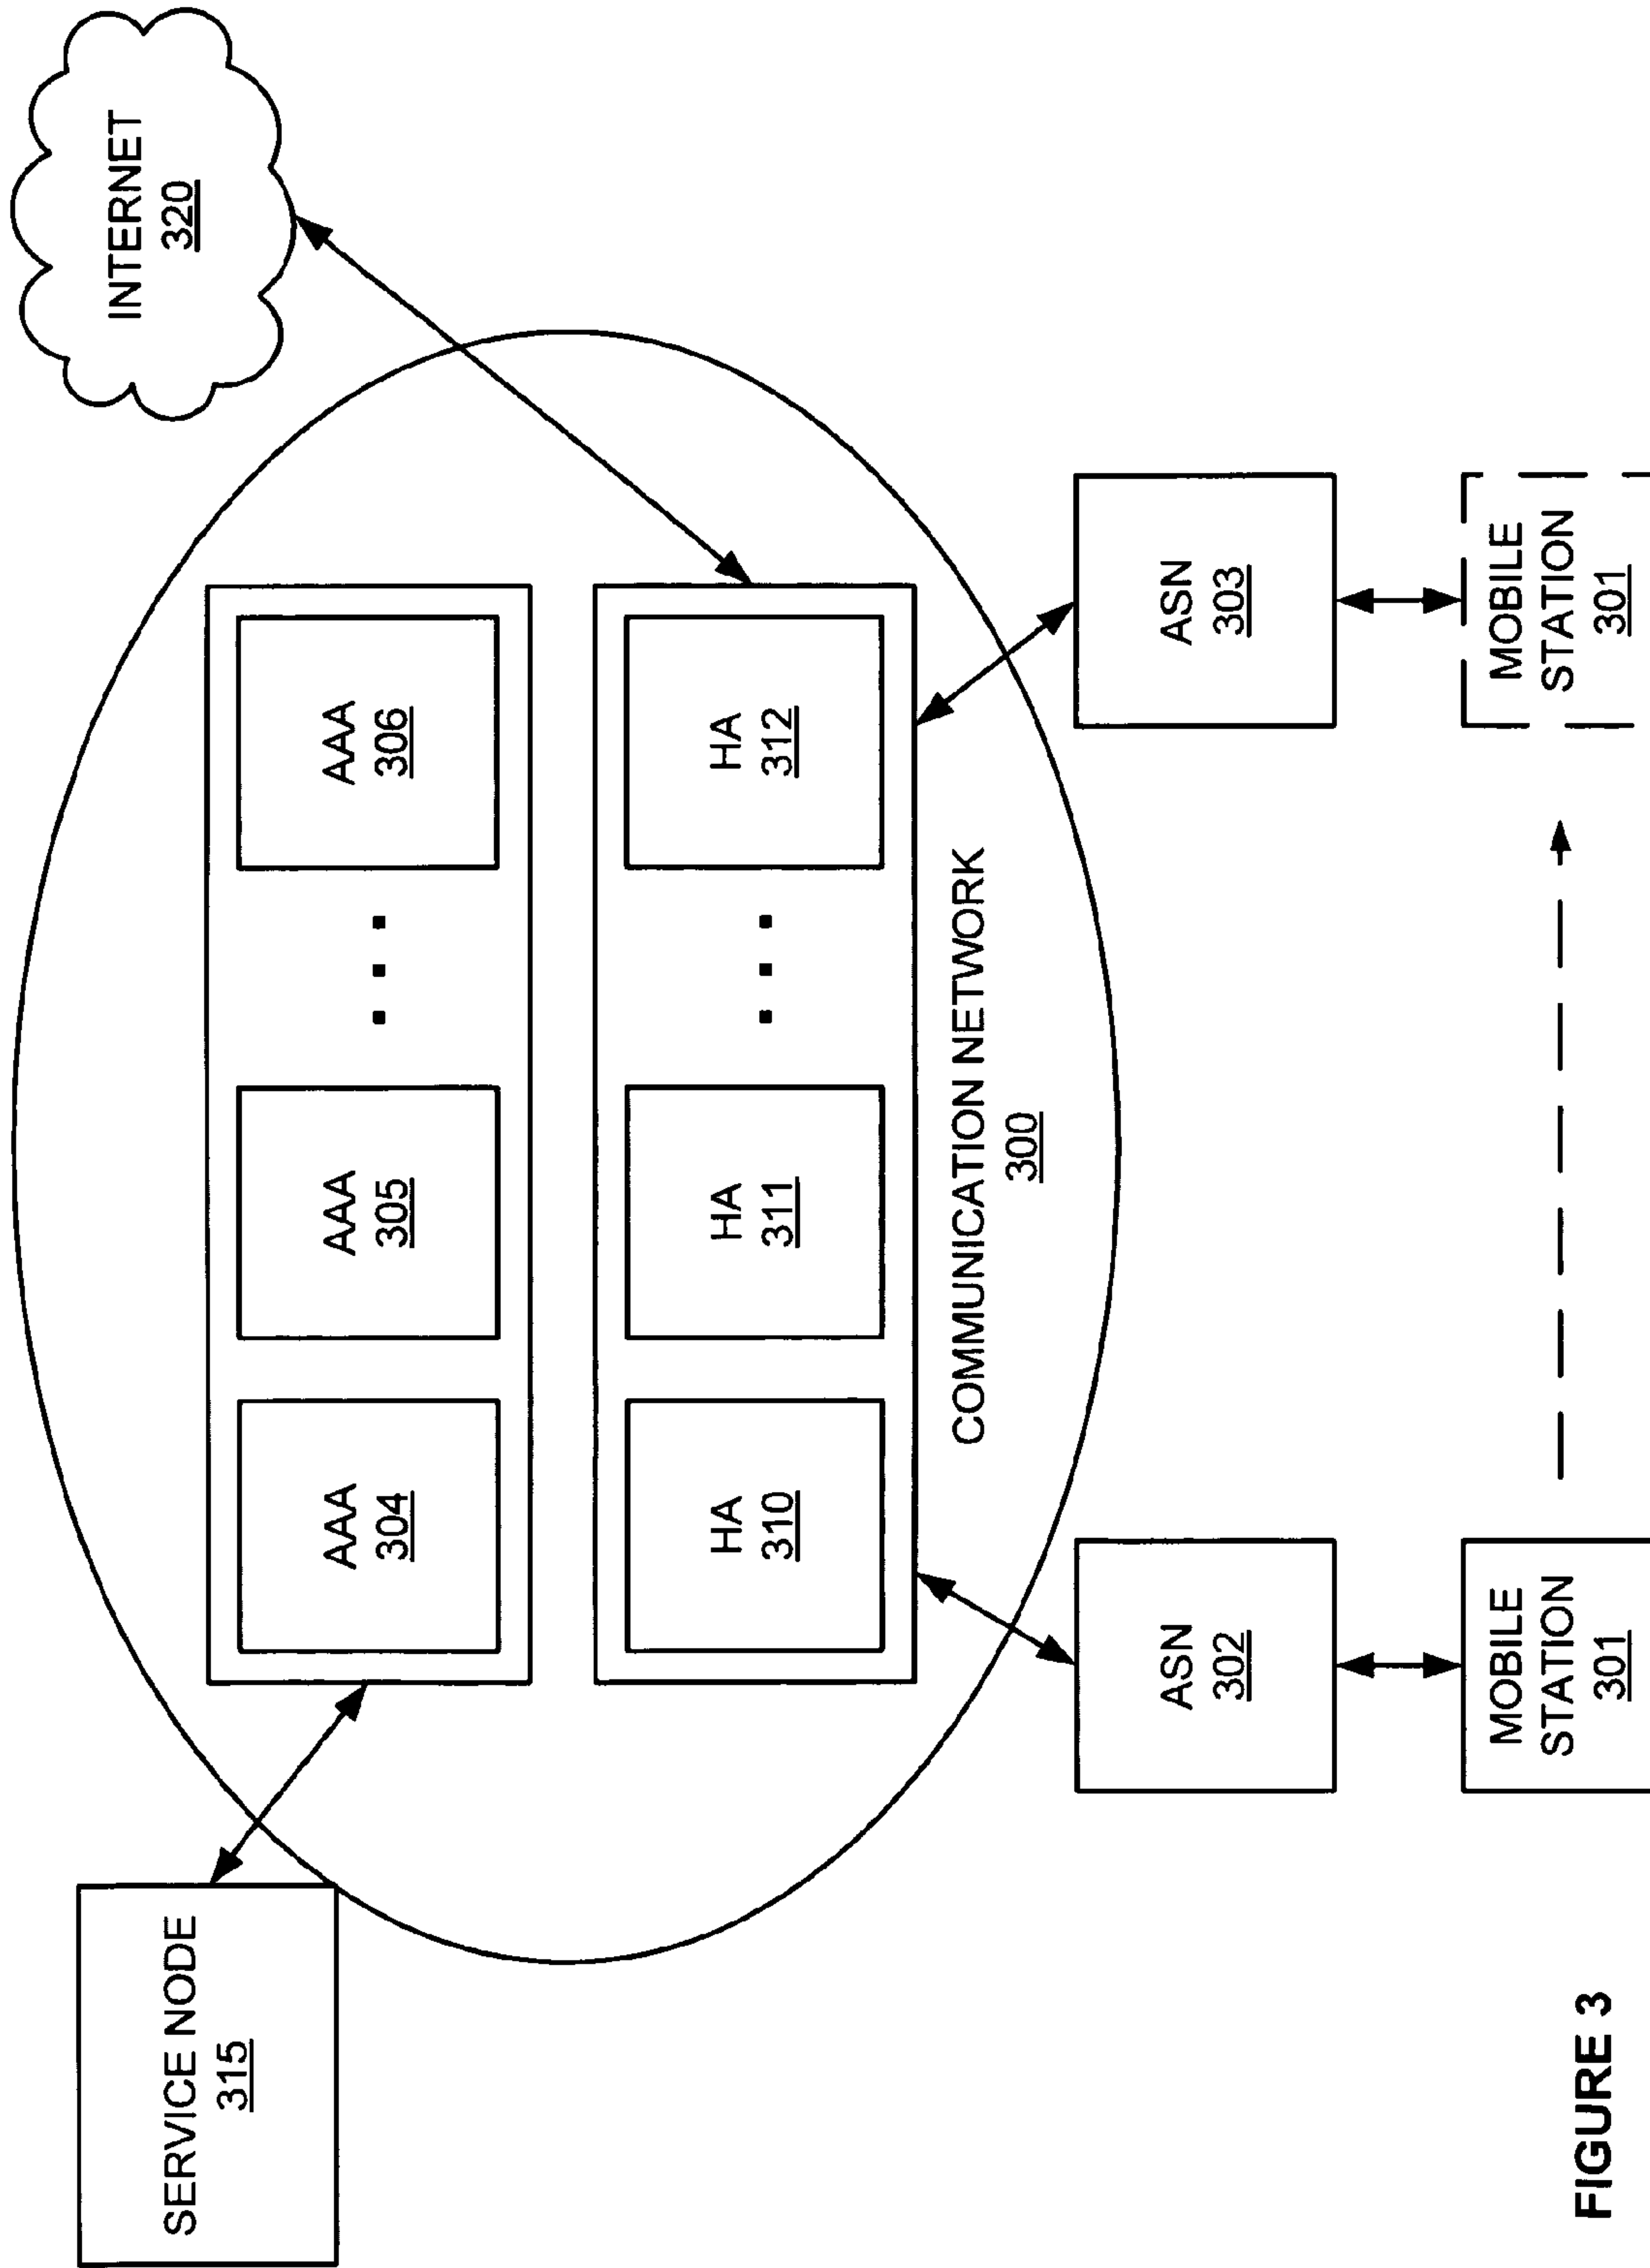 SERVICE NODE
315
INTERNET
320
AAA
304
AAA
305
. . .
AAA
306
HA
310
HA
311
. . .
HA
312
COMMUNICATION NETWORK
300
ASN
302
ASN
303
MOBILE
STATION
301
MOBILE
STATION
301
FIGURE 3